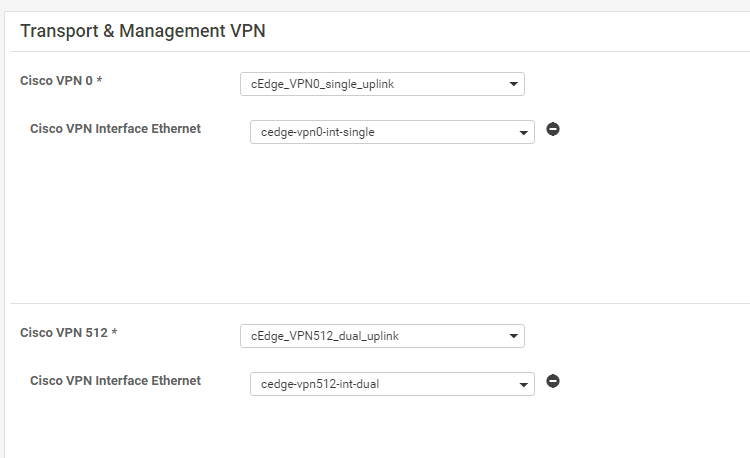 Transport & Management VPN
Cisco VPN 0 *
cEdge_VPN0_single_uplink
Cisco VPN Interface Ethernet
cedge-vpn0-int-single
Cisco VPN 512 *
cEdge_VPN512_dual_uplink
Cisco VPN Interface Ethernet
cedge-vpn512-int-dual